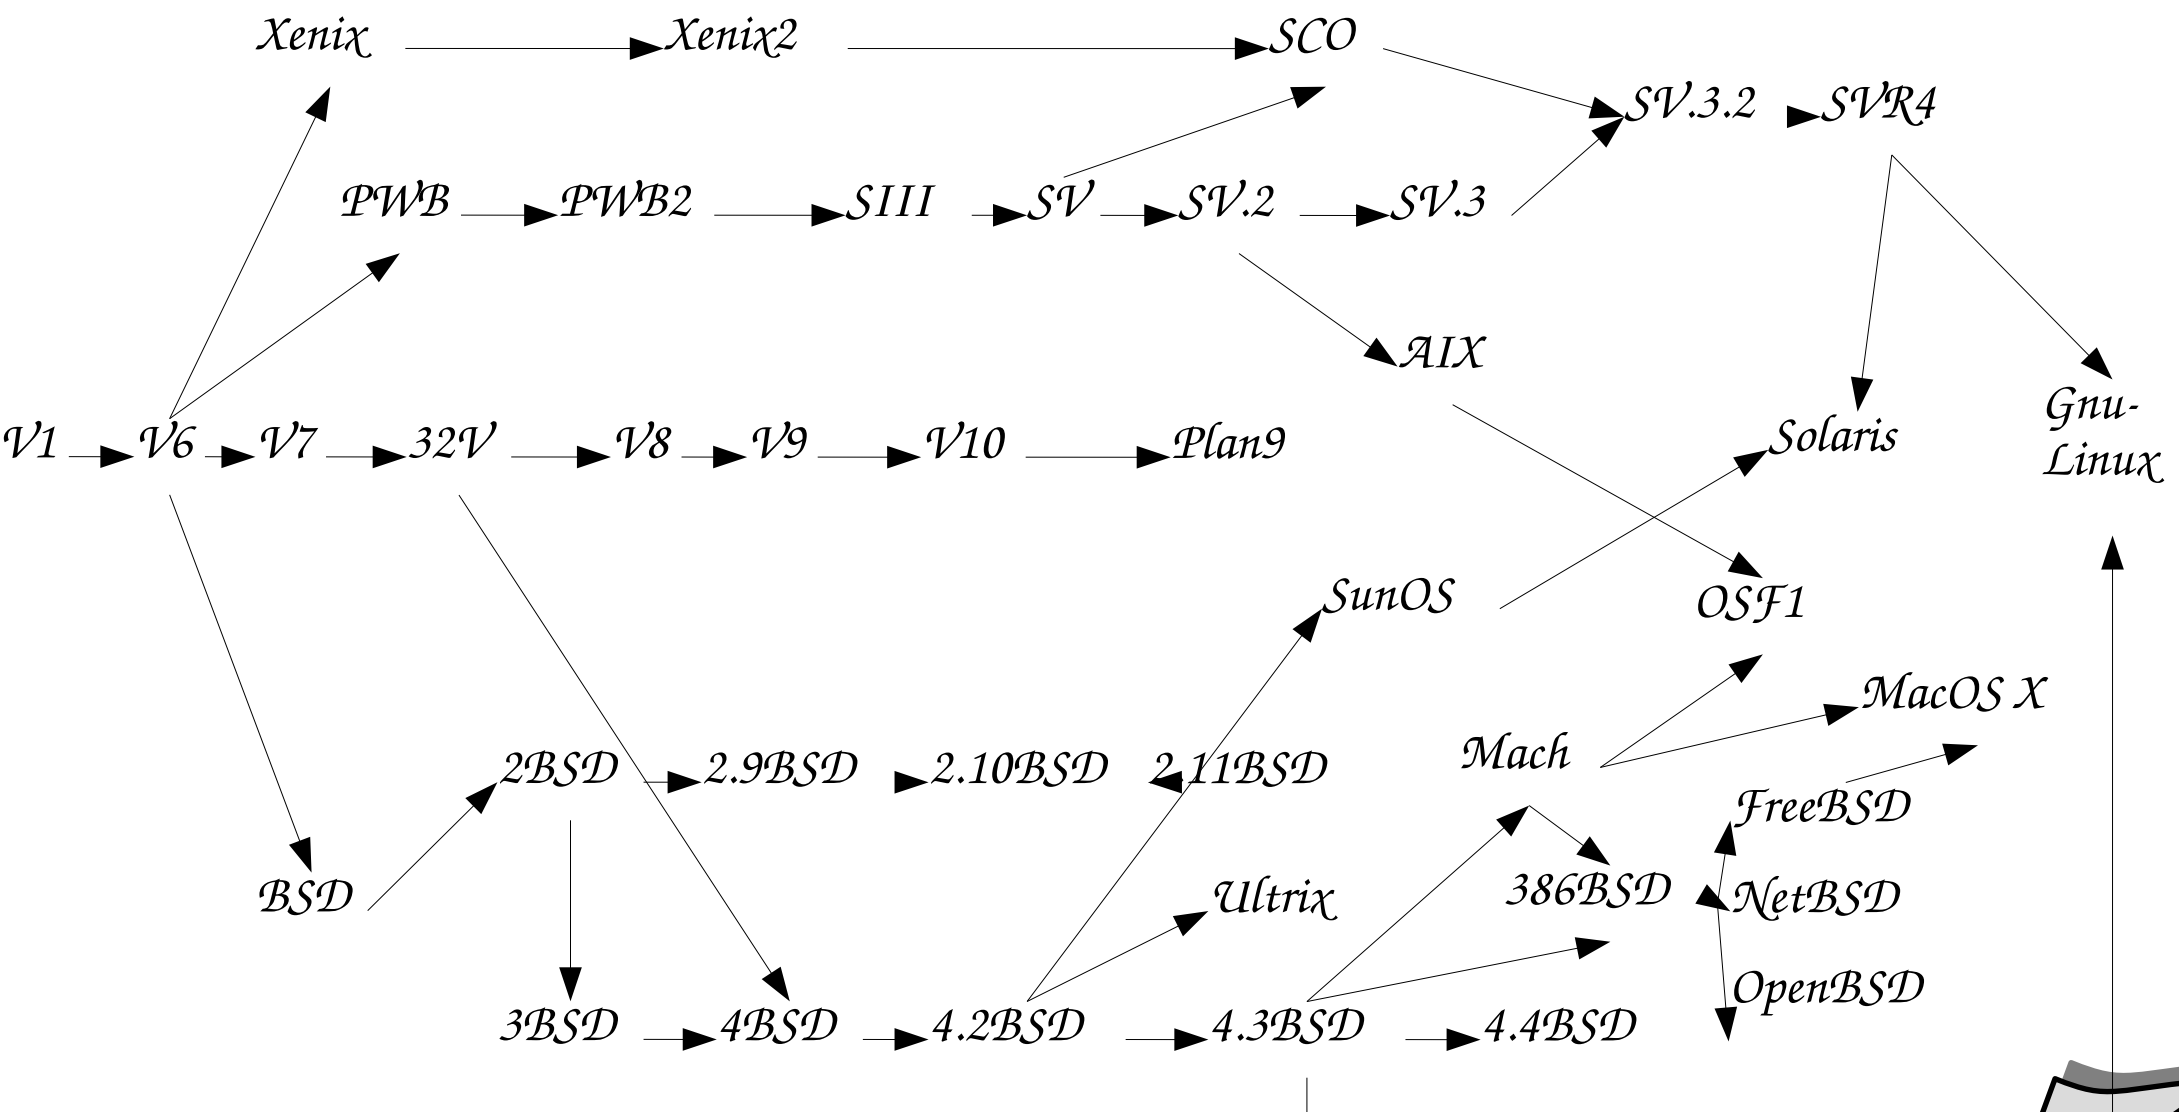 Xenix
Xenix2
SCO
SV.3.2
SVR4
PWB
PWB2
SIII
SV
SV.2
SV.3
AIX
V1
V6
V7
32V
V8
V9
V10
Plan9
Solaris
Gnu-
Linux
SunOS
OSF1
MacOS X
2BSD
2.9BSD
2.10BSD
2.11BSD
Mach
FreeBSD
BSD
Ultrix
386BSD
NetBSD
OpenBSD
3BSD
4BSD
4.2BSD
4.3BSD
4.4BSD